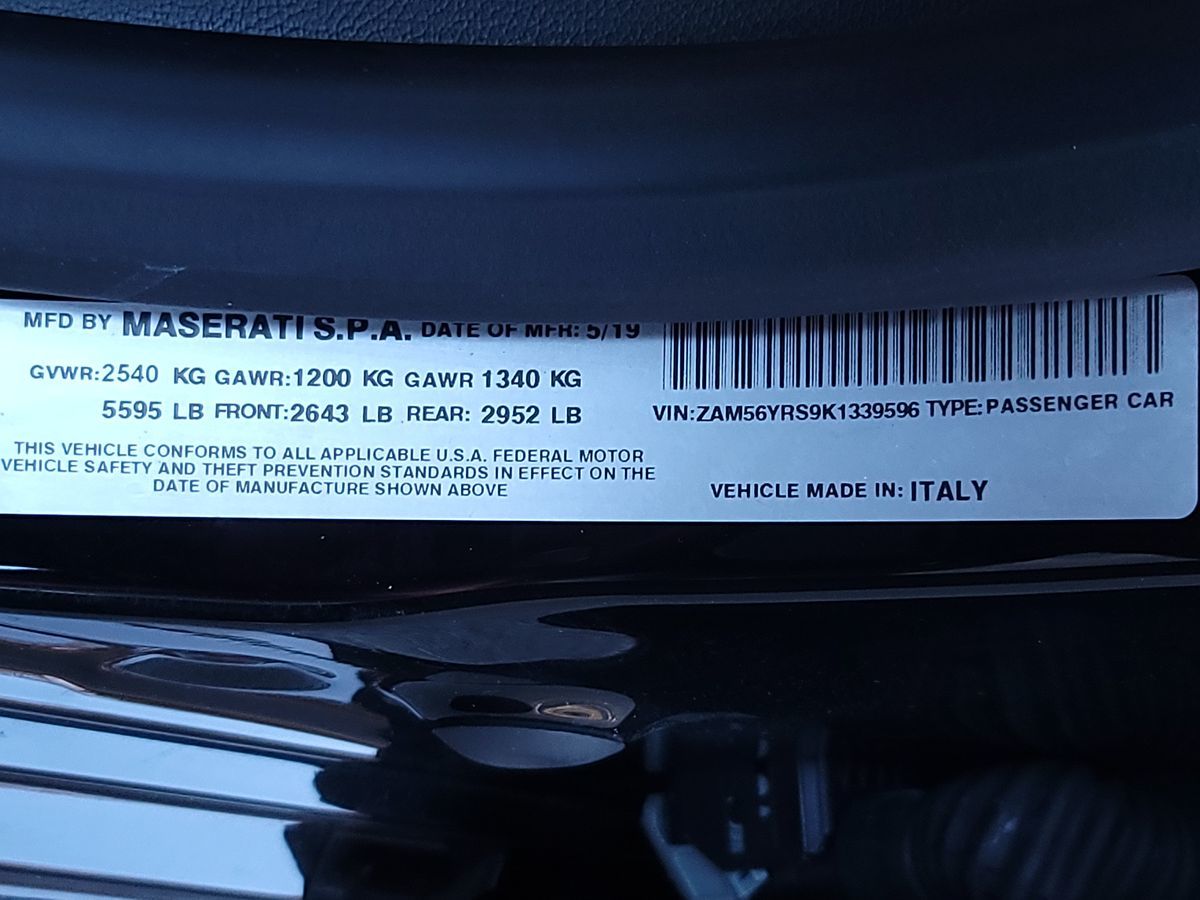 MFD BY MASERATI S.P.A. DATE OF MFR: 5/19
GVWR:2540 KG GAWR:1200 KG GAWR 1340 KG
5595 LB FRONT:2643 LB REAR: 2952 LB
VIN:ZAM56YRS9K1339596 TYPE:PASSENGER CAR
THIS VEHICLE CONFORMS TO ALL APPLICABLE U.S.A. FEDERAL MOTOR
VEHICLE SAFETY AND THEFT PREVENTION STANDARDS IN EFFECT ON THE
DATE OF MANUFACTURE SHOWN ABOVE
VEHICLE MADE IN: ITALY